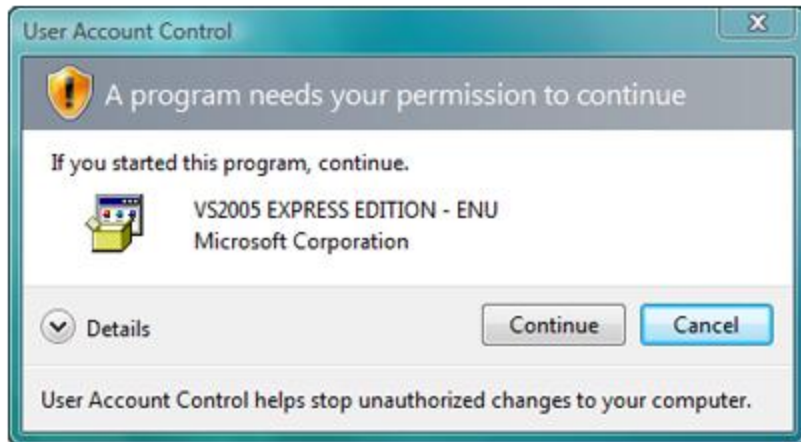 User Account Control
A program needs your permission to continue
If you started this program, continue.
VS2005 EXPRESS EDITION - ENU
Microsoft Corporation
Details
Continue
Cancel
User Account Control helps stop unauthorized changes to your computer.